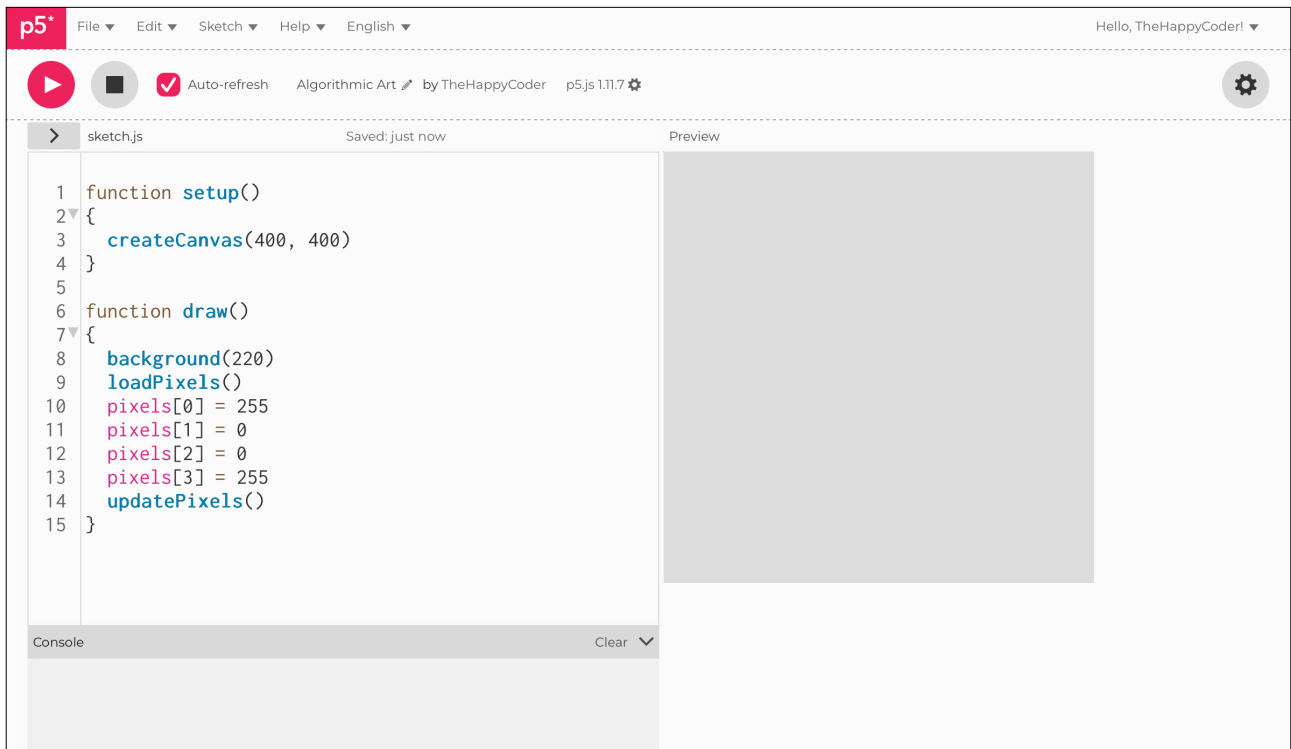 p5* File Edit Sketch Help English Hello, TheHappyCoder!
Auto-refresh Algorithmic Art by TheHappyCoder p5.js 1.11.7
sketch.js Saved: just now Preview
1 function setup()
2 {
3 createCanvas(400, 400)
4 }
5
6 function draw()
7 {
8 background(220)
9 loadPixels()
10 pixels[0] = 255
11 pixels[1] = 0
12 pixels[2] = 0
13 pixels[3] = 255
14 updatePixels()
15 }
Console Clear